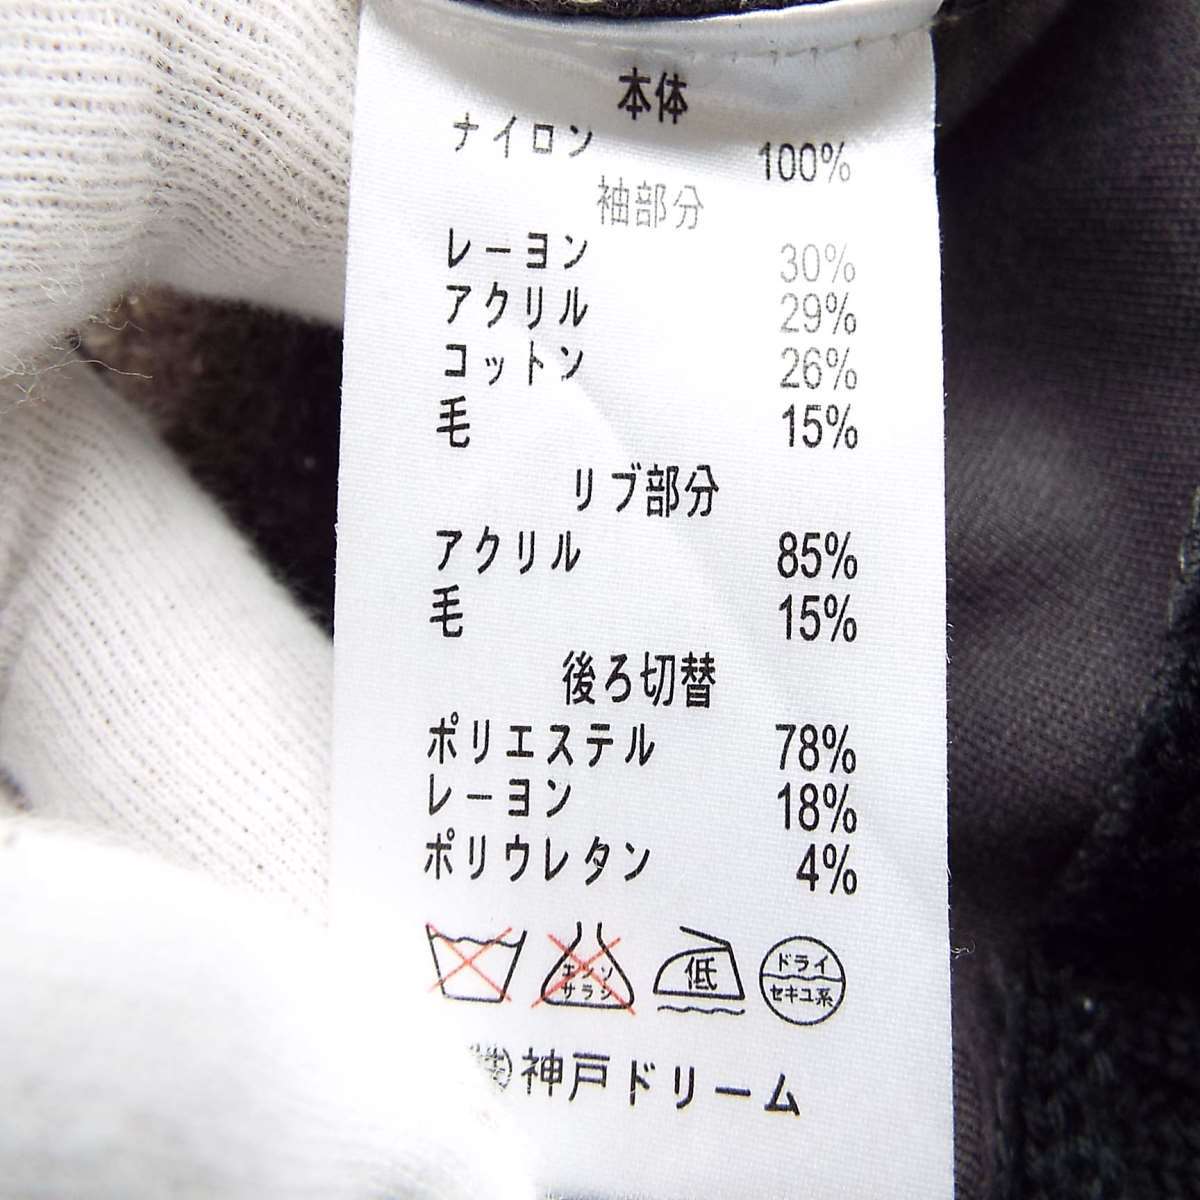 本体
ナイロン 100%
袖部分
レーヨン 30%
アクリル 29%
コットン 26%
毛 15%
リブ部分
アクリル 85%
毛 15%
後ろ切替
ポリエステル 78%
レーヨン 18%
ポリウレタン 4%
エンソ
サラシ
低
ドライ
セキユ系
㈱神戸ドリーム